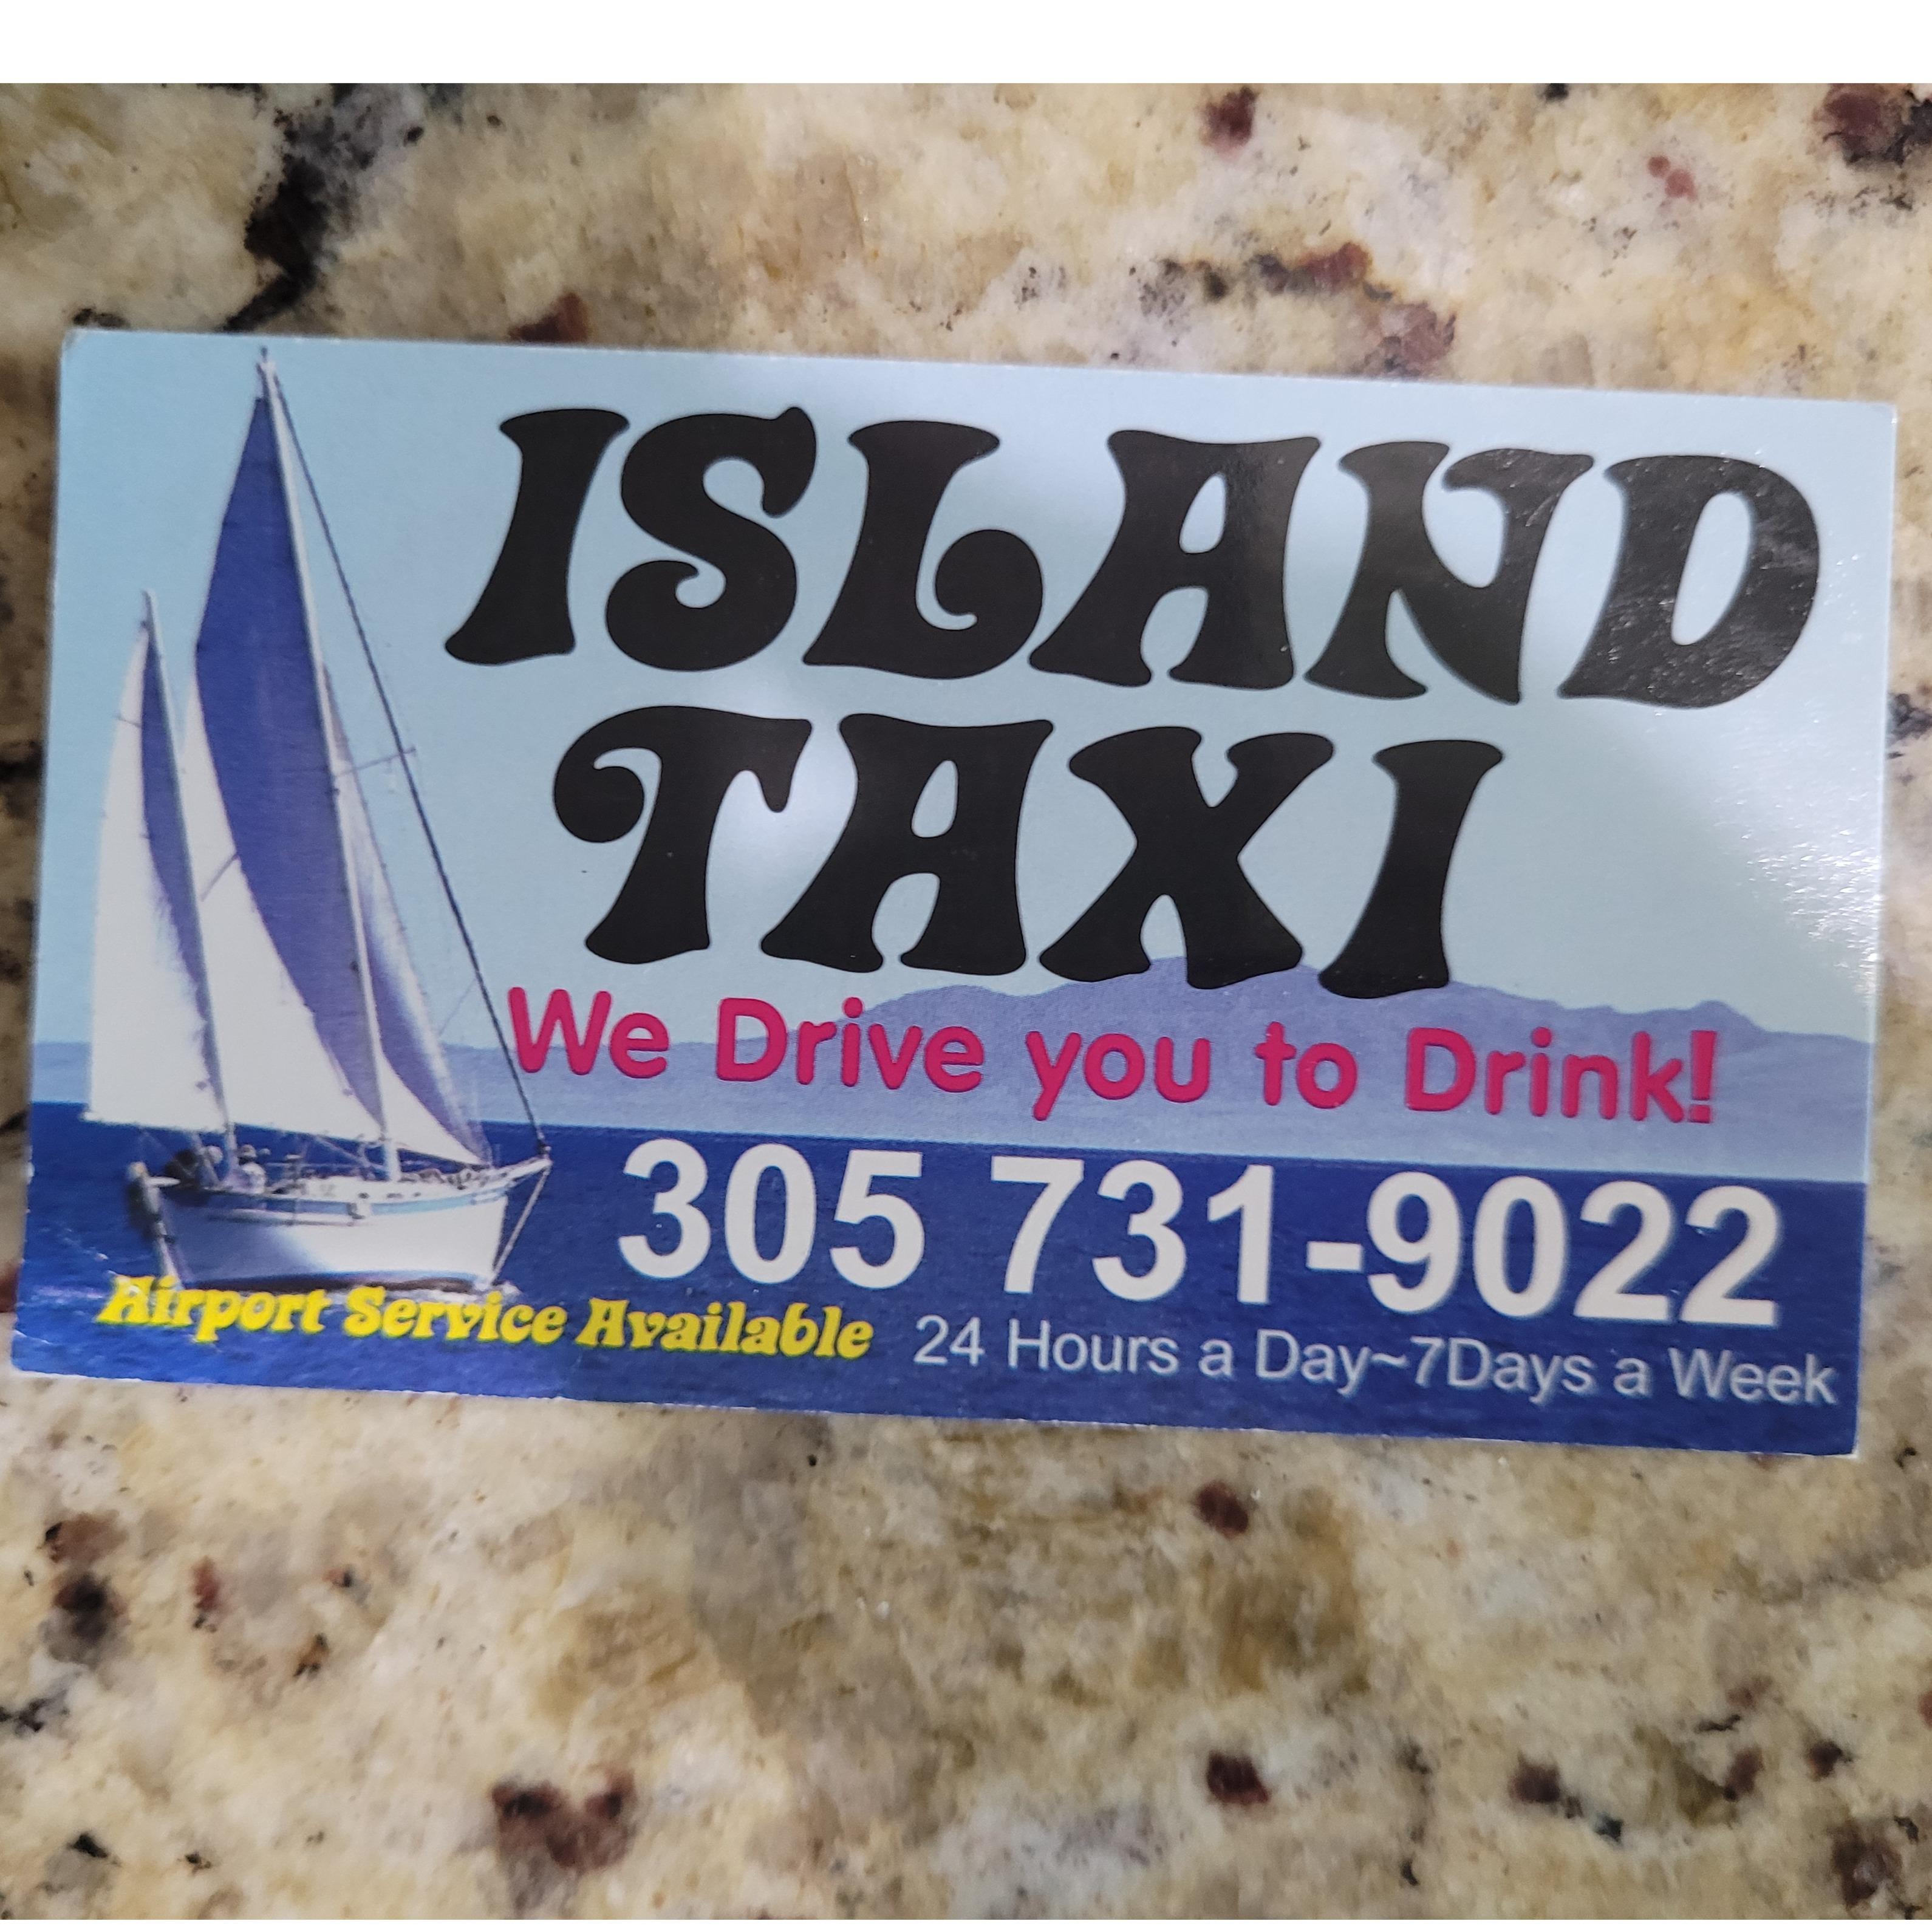 ISLAND
TAXI
We Drive you to Drink!
305 731-9022
Airport Service Available
24 Hours a Day~7Days a Week